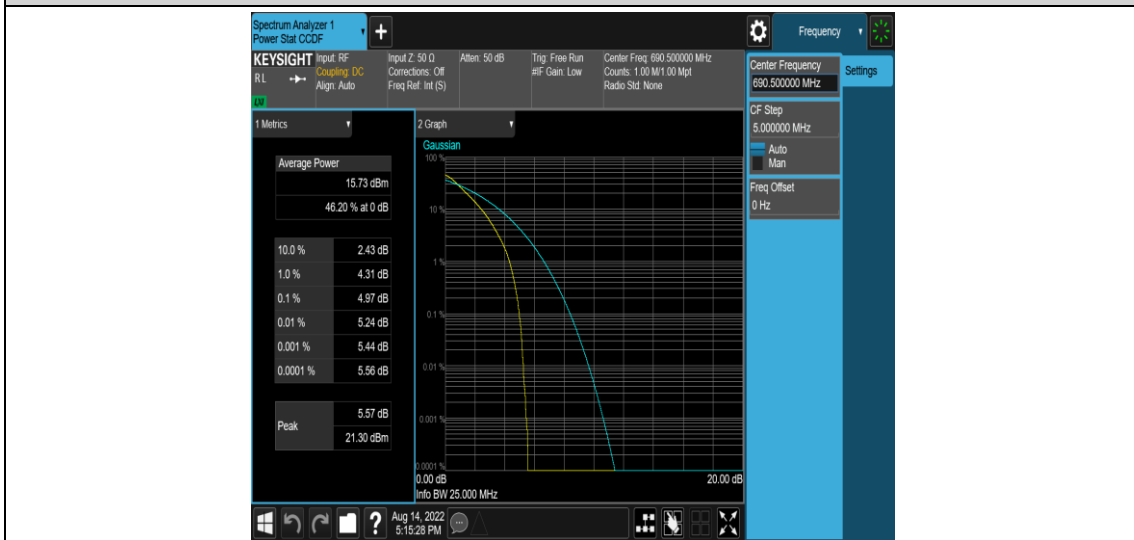 Spectrum Analyzer 1
Power Stat CCDF
+
Frequency
KEYSIGHT
RL
LXI
Input: RF
Coupling: DC
Align: Auto
Input Z: 50 Ω
Corrections: Off
Freq Ref: Int (S)
Atten: 50 dB
Trig: Free Run
#IF Gain: Low
Center Freq: 690.500000 MHz
Counts: 1.00 M/1.00 Mpt
Radio Std: None
Center Frequency
690.500000 MHz
Settings
CF Step
5.000000 MHz
Auto
Man
Freq Offset
0 Hz
1 Metrics
Average Power
15.73 dBm
46.20 % at 0 dB
10.0 % 2.43 dB
1.0 % 4.31 dB
0.1 % 4.97 dB
0.01 % 5.24 dB
0.001 % 5.44 dB
0.0001 % 5.56 dB
Peak
5.57 dB
21.30 dBm
2 Graph
Gaussian
100 %
10 %
1 %
0.1 %
0.01 %
0.001 %
0.0001 %
0.00 dB 20.00 dB
Info BW 25.000 MHz
?
Aug 14, 2022
5:15:28 PM